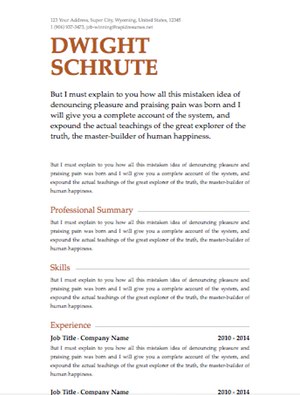 123 Your Address, Super City, Wyoming, United States, 12345
DWIGHT
SCHRUTE
But I must explain to you how all this mistaken idea of
denouncing pleasure and praising pain was born and I
will give you a complete account of the system, and
expound the actual teachings of the great explorer of the
truth, the master-builder of human happiness.
But I must explain to you how all this mistaken idea of denouncing pleasure and
praising pain was born and I will give you a complete account of the system, and
expound the actual teachings of the great explorer of the truth, the master-builder of
human happiness.
Professional Summary
But I must explain to you how all this mistaken idea of denouncing pleasure and
praising pain was born and I will give you a complete account of the system, and
expound the actual teachings of the great explorer of the truth, the master-builder of
human happiness.
Skills
But I must explain to you how all this mistaken idea of denouncing pleasure and
praising pain was born and I will give you a complete account of the system, and
expound the actual teachings of the great explorer of the truth, the master-builder of
human happiness.
Experience
Job Title - Company Name 2010 - 2014
But I must explain to you how all this mistaken idea of denouncing pleasure and
praising pain was born and I will give you a complete account of the system, and
expound the actual teachings of the great explorer of the truth, the master-builder of
human happiness.
Job Title - Company Name 2010 - 2014